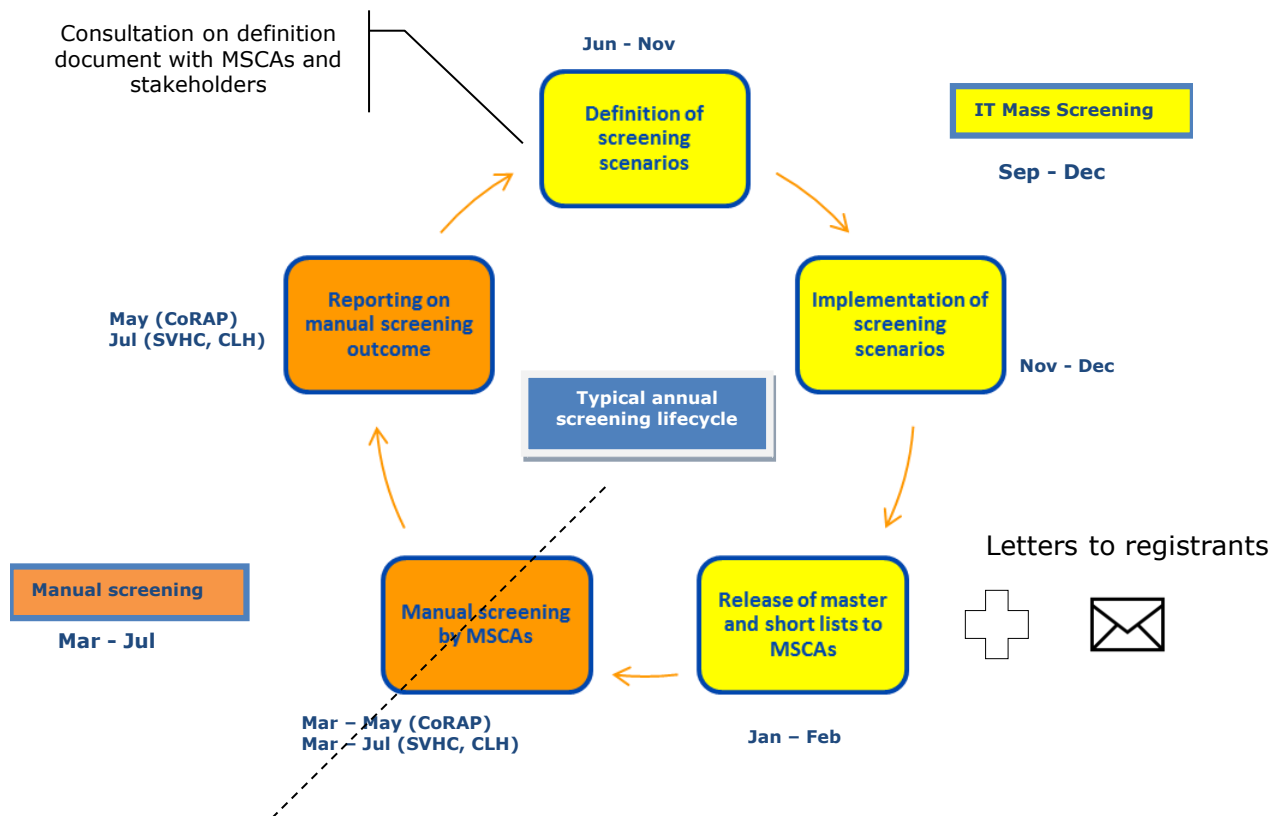 Consultation on definition
document with MSCAs and
stakeholders
Jun - Nov
Definition of
screening
scenarios
IT Mass Screening
Sep - Dec
Reporting on
manual screening
outcome
May (CoRAP)
Jul (SVHC, CLH)
Implementation of
screening
scenarios
Nov - Dec
Typical annual
screening lifecycle
Letters to registrants
Manual screening
Mar - Jul
Manual screening
by MSCAs
Mar – May (CoRAP)
Mar – Jul (SVHC, CLH)
Release of master
and short lists to
MSCAs
Jan – Feb